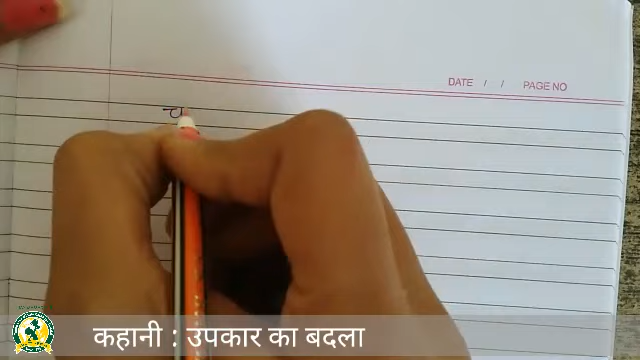 DATE / / PAGE NO
कहानी : उपकार का बदला